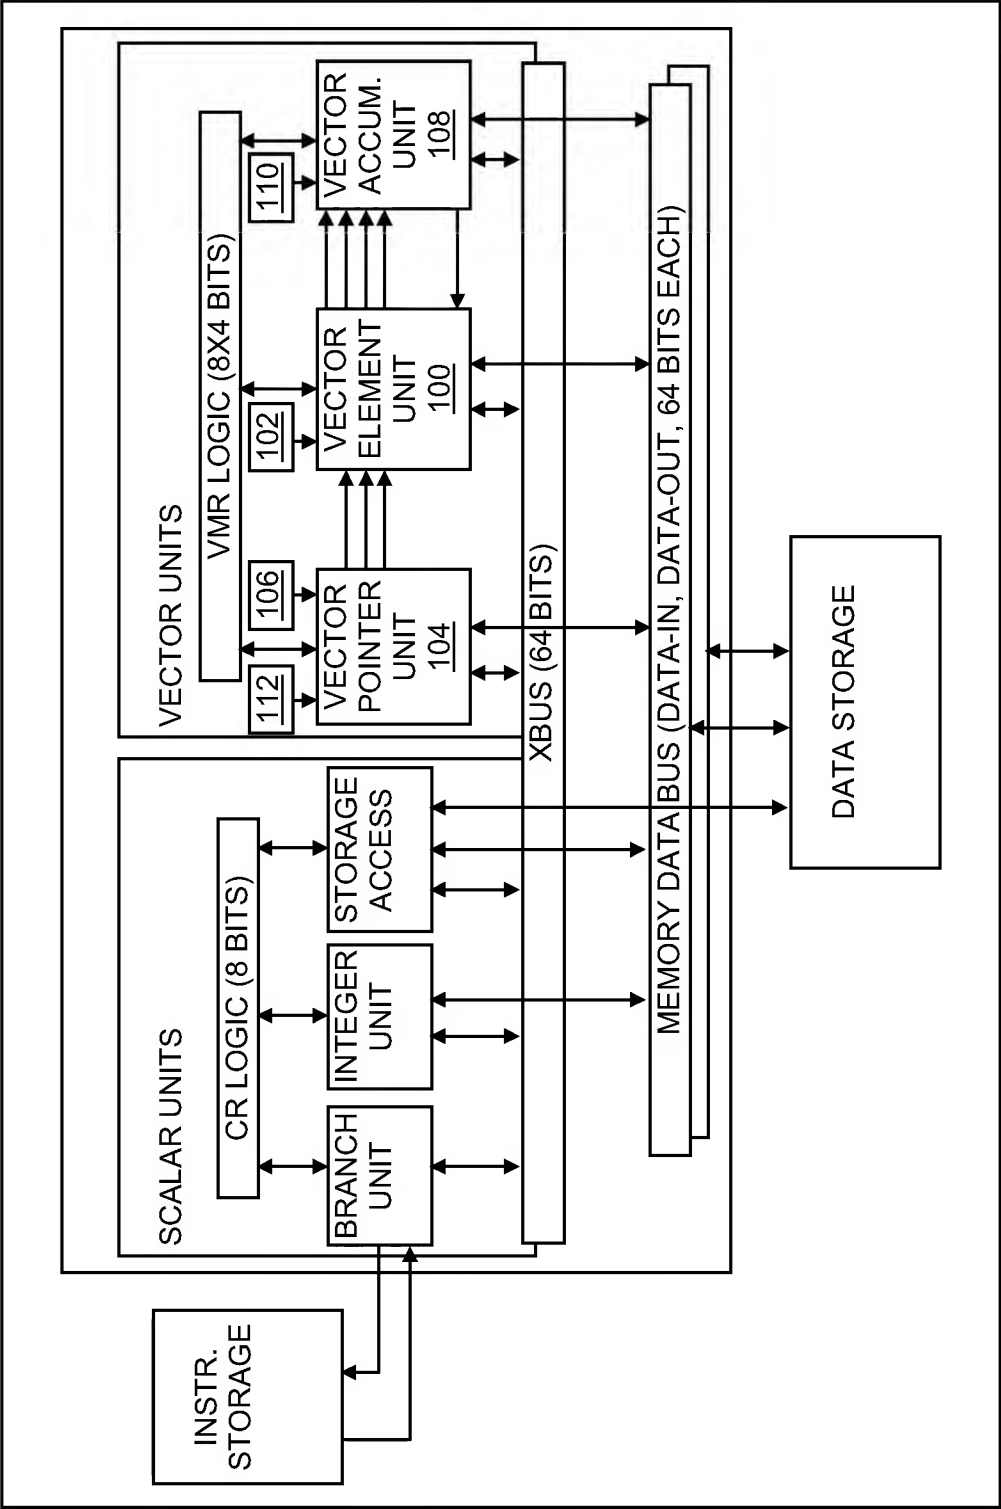 INSTR.
STORAGE
SCALAR UNITS
CR LOGIC (8 BITS)
BRANCH
UNIT
INTEGER
UNIT
STORAGE
ACCESS
VECTOR UNITS
VMR LOGIC (8X4 BITS)
112
106
102
110
VECTOR
POINTER
UNIT
104
VECTOR
ELEMENT
UNIT
100
VECTOR
ACCUM.
UNIT
108
XBUS (64 BITS)
MEMORY DATA BUS (DATA-IN, DATA-OUT, 64 BITS EACH)
DATA STORAGE